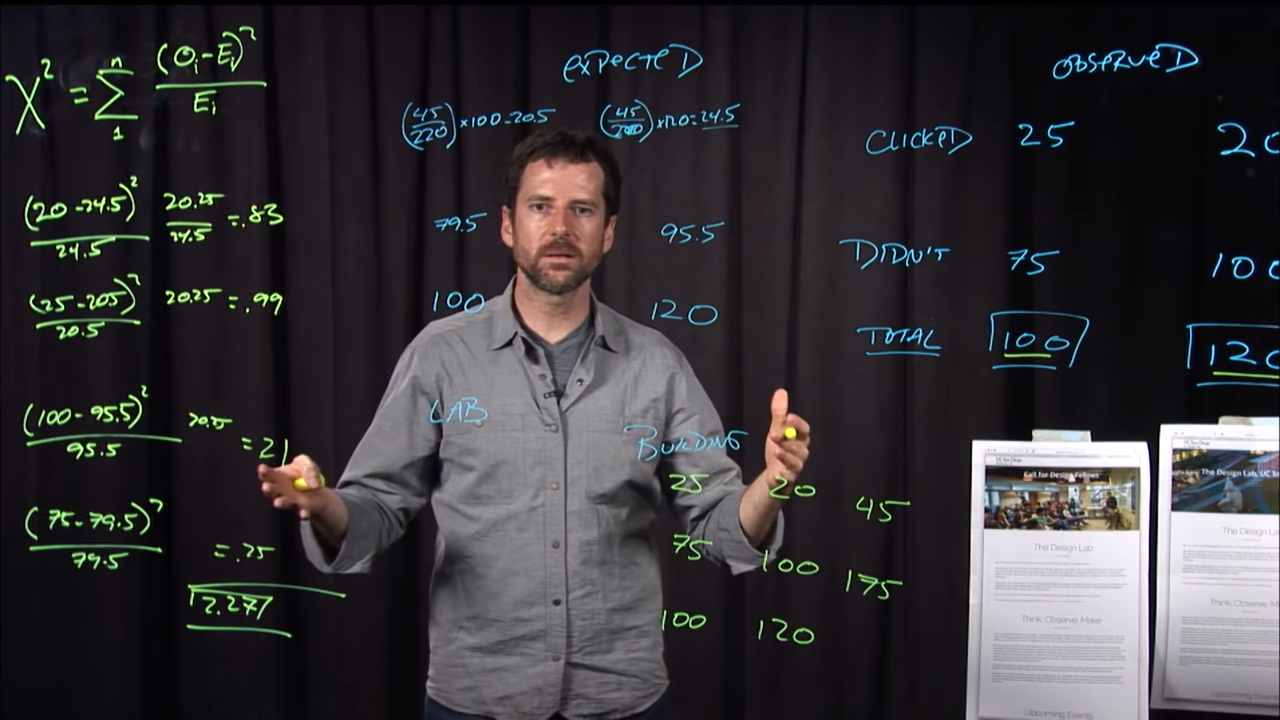 χ² = Σ (Oᵢ-Eᵢ)² / Eᵢ
n
1
(20-24.5)² / 24.5 20.25 / 24.5 = .83
(25-20.5)² / 20.5 20.25 = .99
(100-95.5)² / 95.5 20.25 = 21
(75-79.5)² / 79.5 = .25
2.27
EXPECTED
(45/220) ×100=20.5 (45/220) ×120=24.5
79.5 95.5
100 120
LAB BUILDING
25 20 45
75 100 175
100 120
OBSERVED
CLICKED 25 20
DIDN'T 75 100
TOTAL 100 120
Call for Design Fellows
The Design Lab
Think. Observe. Make
Upcoming Events
The Design Lab, UC S
The Design La
Think. Observe. M
Upcoming Ev